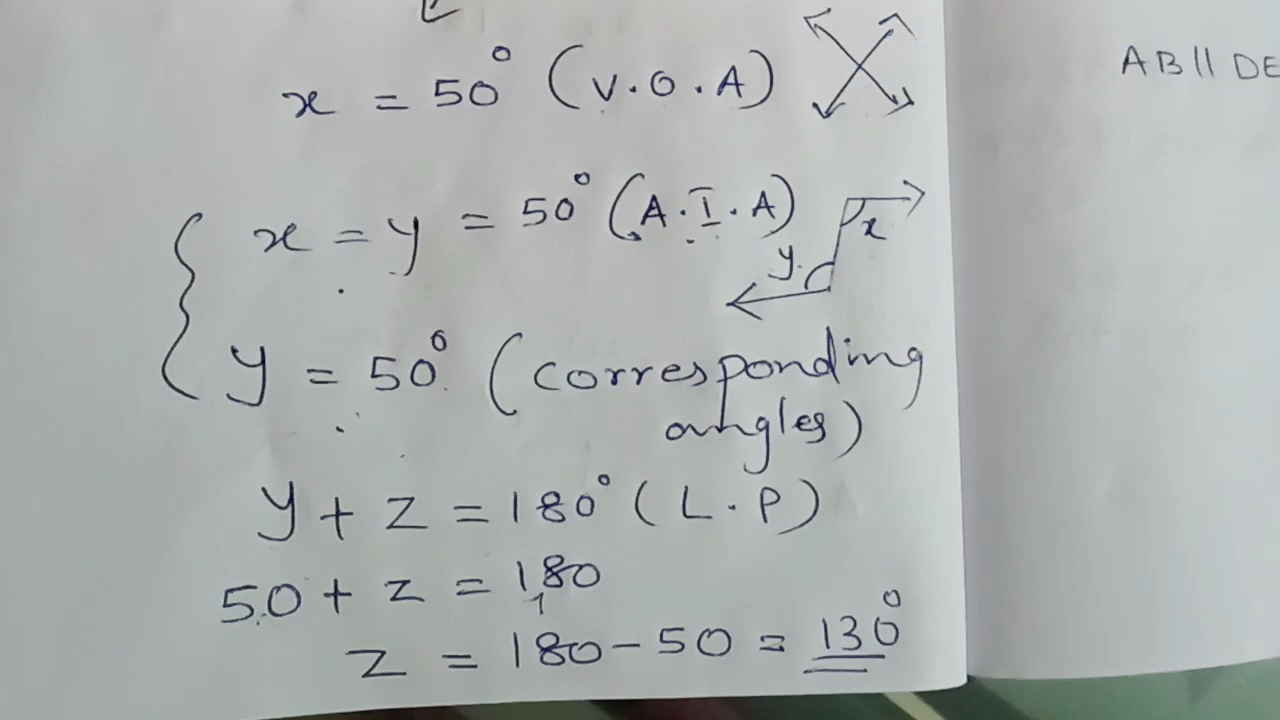 x = 50° (V.O.A)
x = y = 50° (A.I.A)
x
y
y = 50° (corresponding
angles)
y + z = 180° (L.P)
50 + z = 180
z = 180 - 50 = 130°
AB || DE